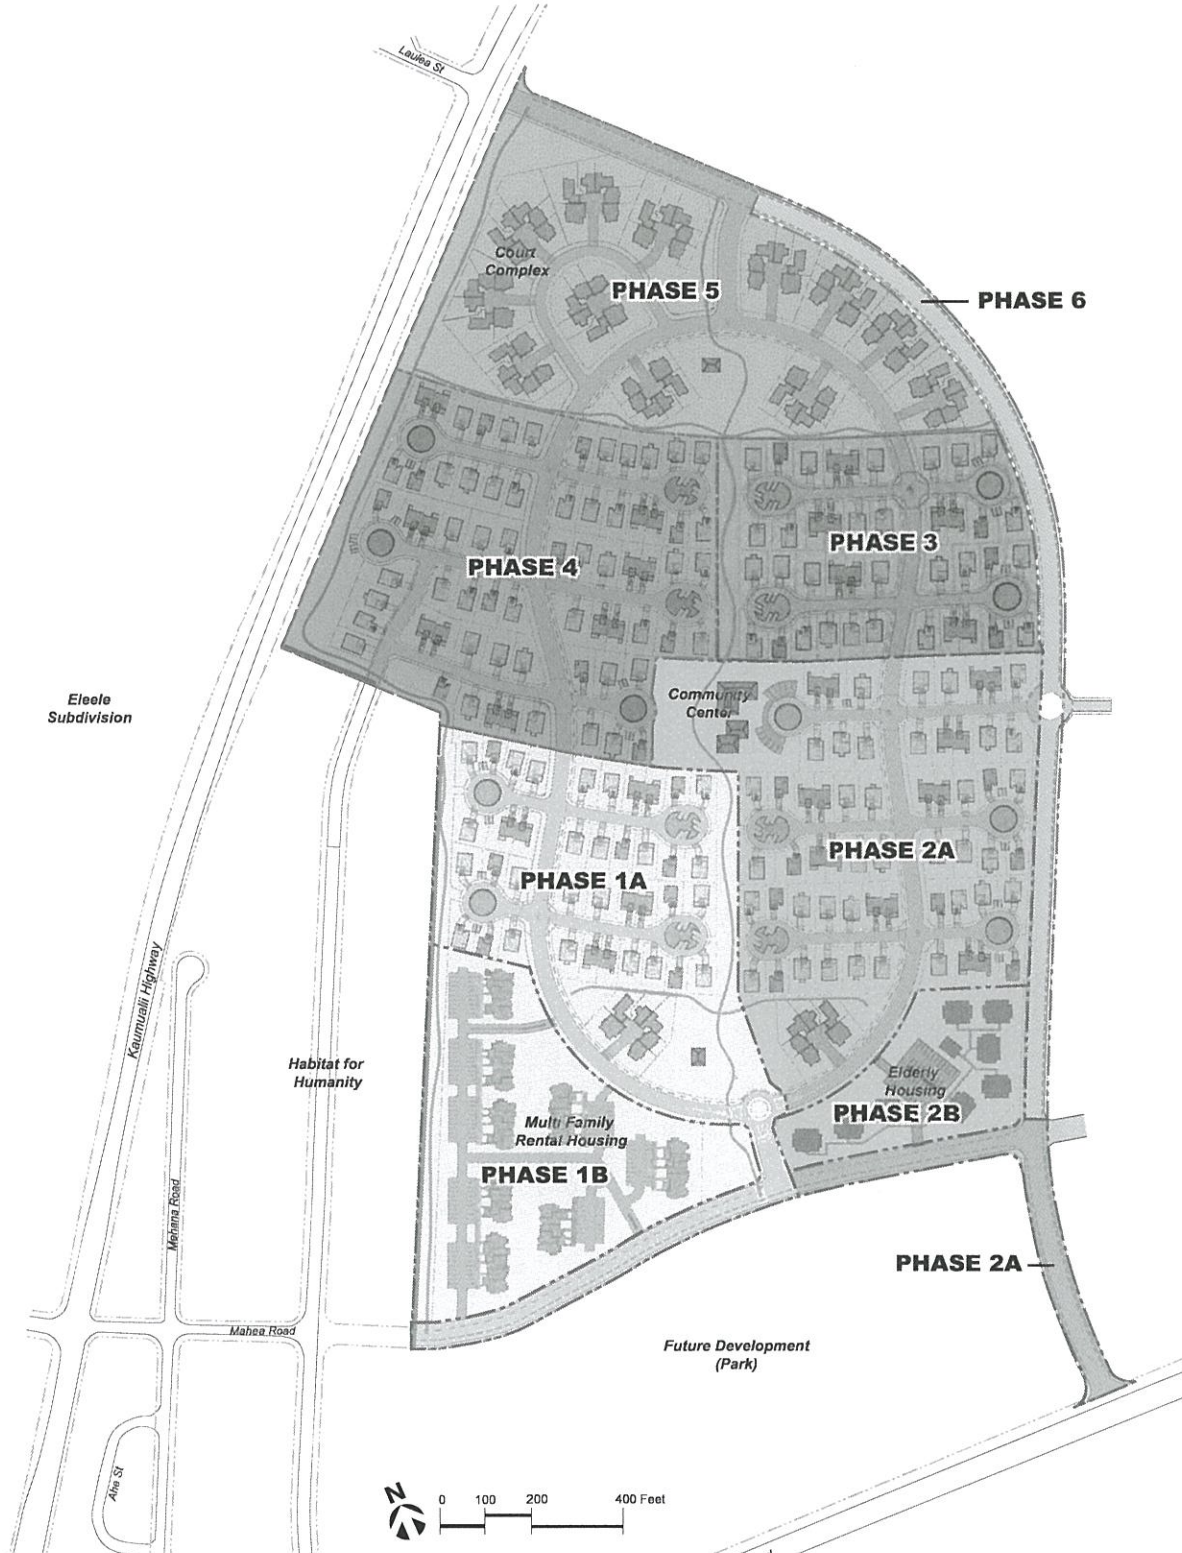 Laulea St
Court
Complex
PHASE 5
PHASE 6
PHASE 3
PHASE 4
Eleele
Subdivision
Community
Center
PHASE 2A
PHASE 1A
Kaumualii Highway
Habitat for
Humanity
Elderly
Housing
PHASE 2B
Multi Family
Rental Housing
PHASE 1B
Mehana Road
PHASE 2A
Mahea Road
Future Development
(Park)
Ahe St
N
0 100 200 400 Feet